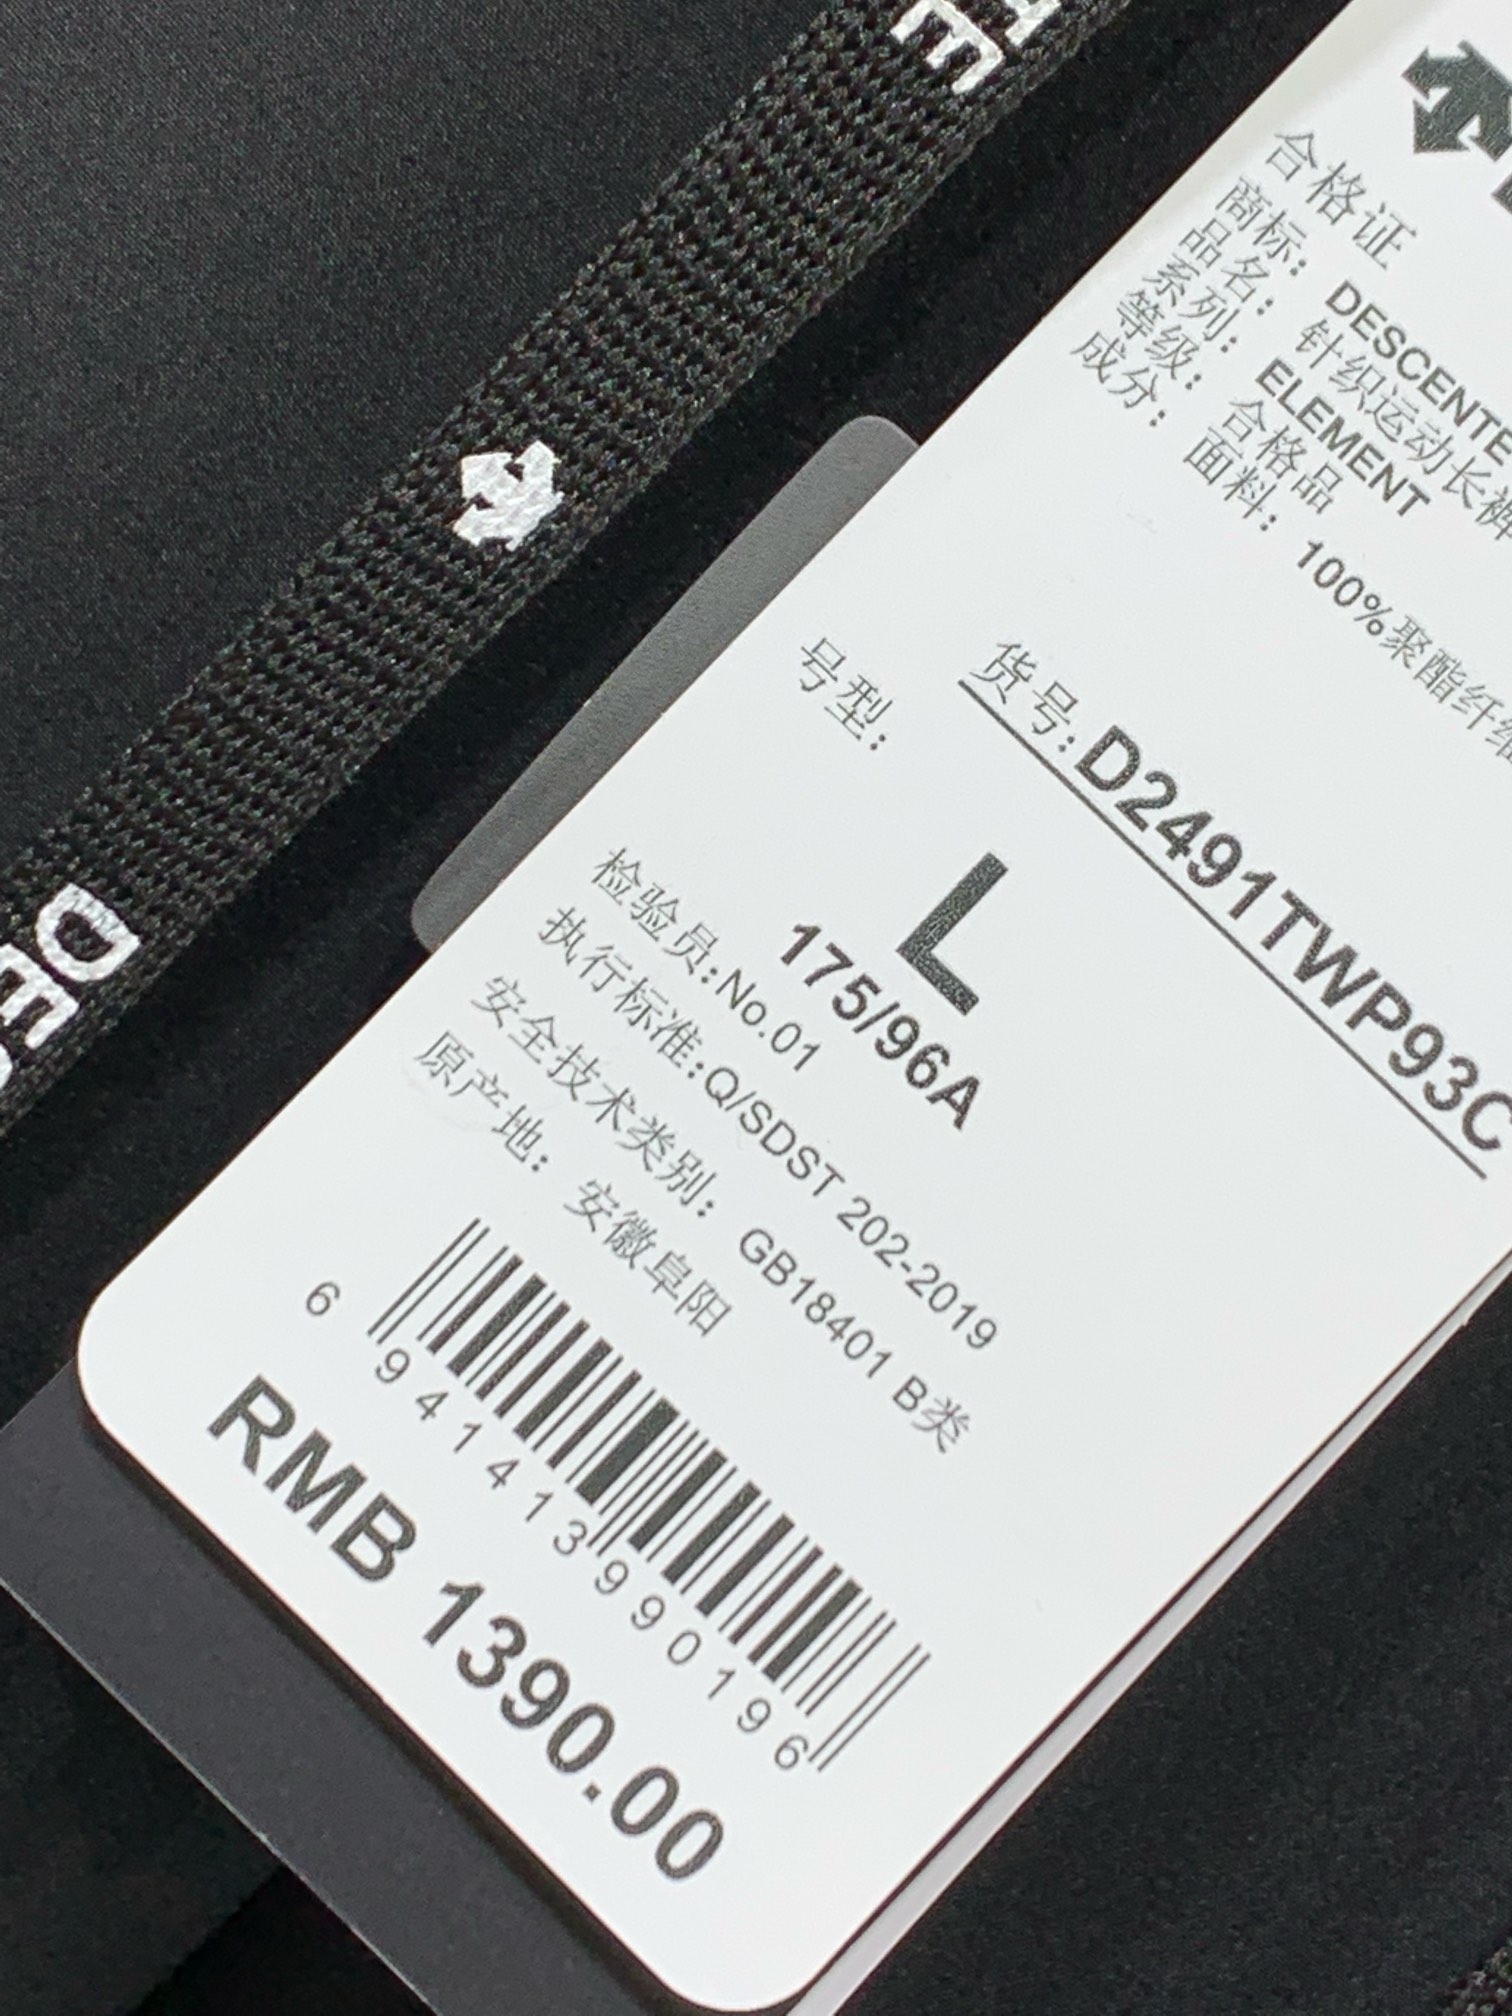 合格证
商标: DESCENTE
品名: 针织运动长裤
系列: ELEMENT
等级: 合格品
成分:
面料: 100%聚酯纤维
货号: D2491TWP93C
号型:
L
175/96A
检验员:No.01
执行标准:Q/SDST 202-2019
安全技术类别: GB18401 B类
原产地: 安徽阜阳
6 941413 990196
RMB 1390.00
DES